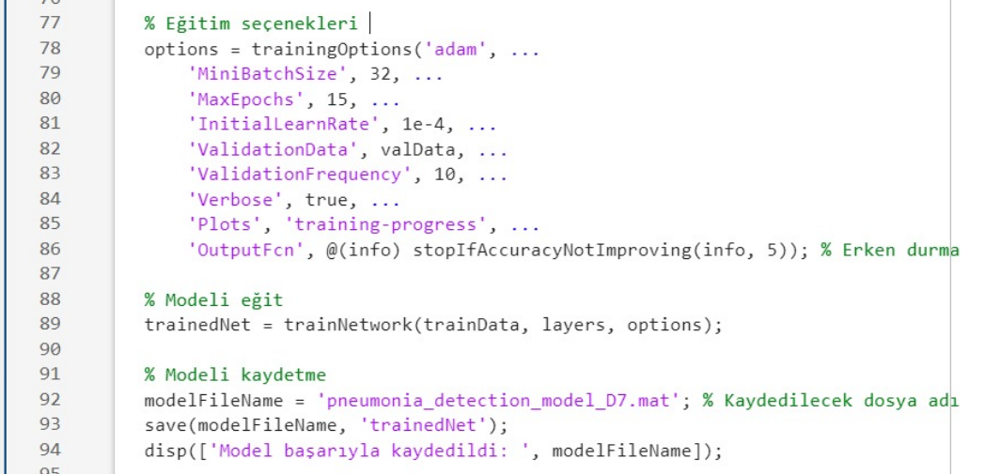 77 % Eğitim seçenekleri
78 options = trainingOptions('adam', ...
79 'MiniBatchSize', 32, ...
80 'MaxEpochs', 15, ...
81 'InitialLearnRate', 1e-4, ...
82 'ValidationData', valData, ...
83 'ValidationFrequency', 10, ...
84 'Verbose', true, ...
85 'Plots', 'training-progress', ...
86 'OutputFcn', @(info) stopIfAccuracyNotImproving(info, 5)); % Erken durma
87
88 % Modeli eğit
89 trainedNet = trainNetwork(trainData, layers, options);
90
91 % Modeli kaydetme
92 modelFileName = 'pneumonia_detection_model_D7.mat'; % Kaydedilecek dosya adı
93 save(modelFileName, 'trainedNet');
94 disp(['Model başarıyla kaydedildi: ', modelFileName]);